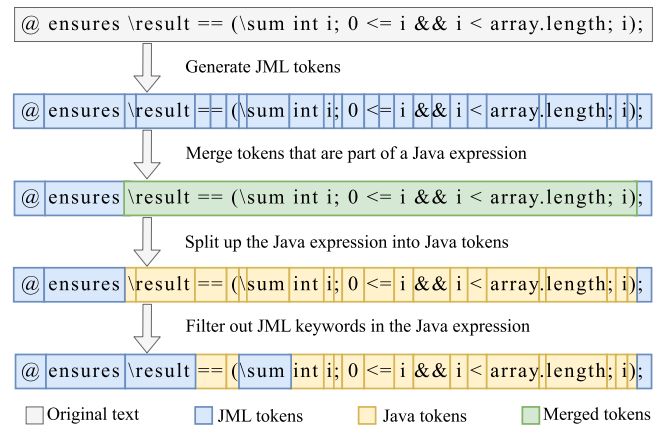 @ ensures \result == (\sum int i; 0 <= i && i < array.length; i);
Generate JML tokens
@ ensures \result == (\sum int i; 0 <= i && i < array.length; i);
Merge tokens that are part of a Java expression
@ ensures \result == (\sum int i; 0 <= i && i < array.length; i);
Split up the Java expression into Java tokens
@ ensures \result == (\sum int i; 0 <= i && i < array.length; i);
Filter out JML keywords in the Java expression
@ ensures \result == (\sum int i; 0 <= i && i < array.length; i);
Original text JML tokens Java tokens Merged tokens